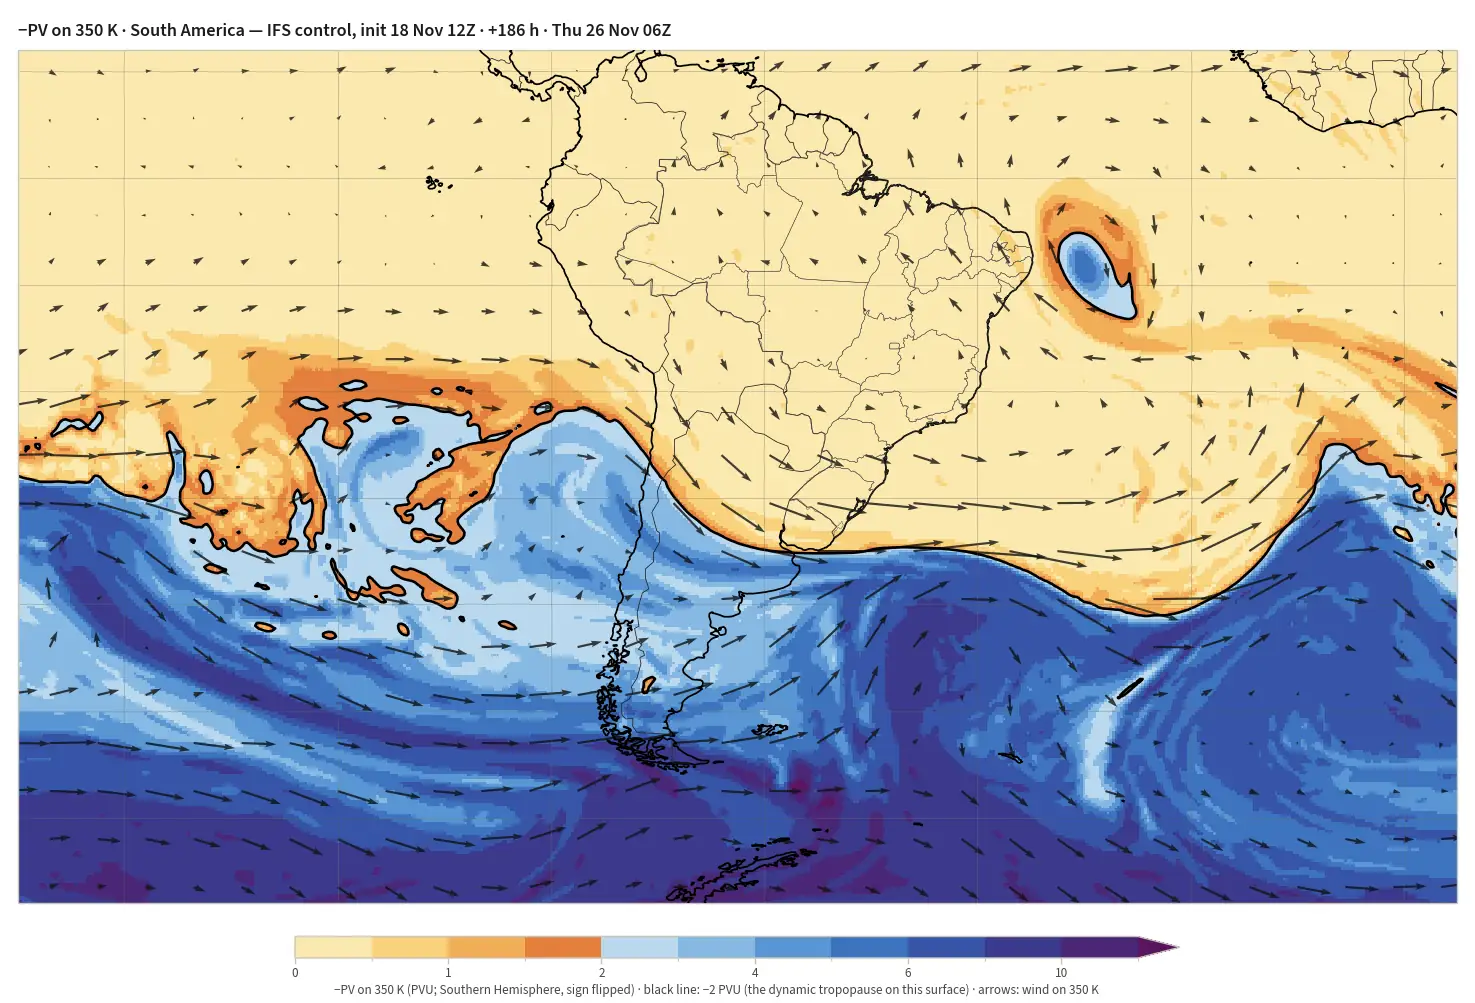 −PV on 350 K · South America — IFS control, init 18 Nov 12Z · +186 h · Thu 26 Nov 06Z
0 1 2 4 6 10
−PV on 350 K (PVU; Southern Hemisphere, sign flipped) · black line: −2 PVU (the dynamic tropopause on this surface) · arrows: wind on 350 K